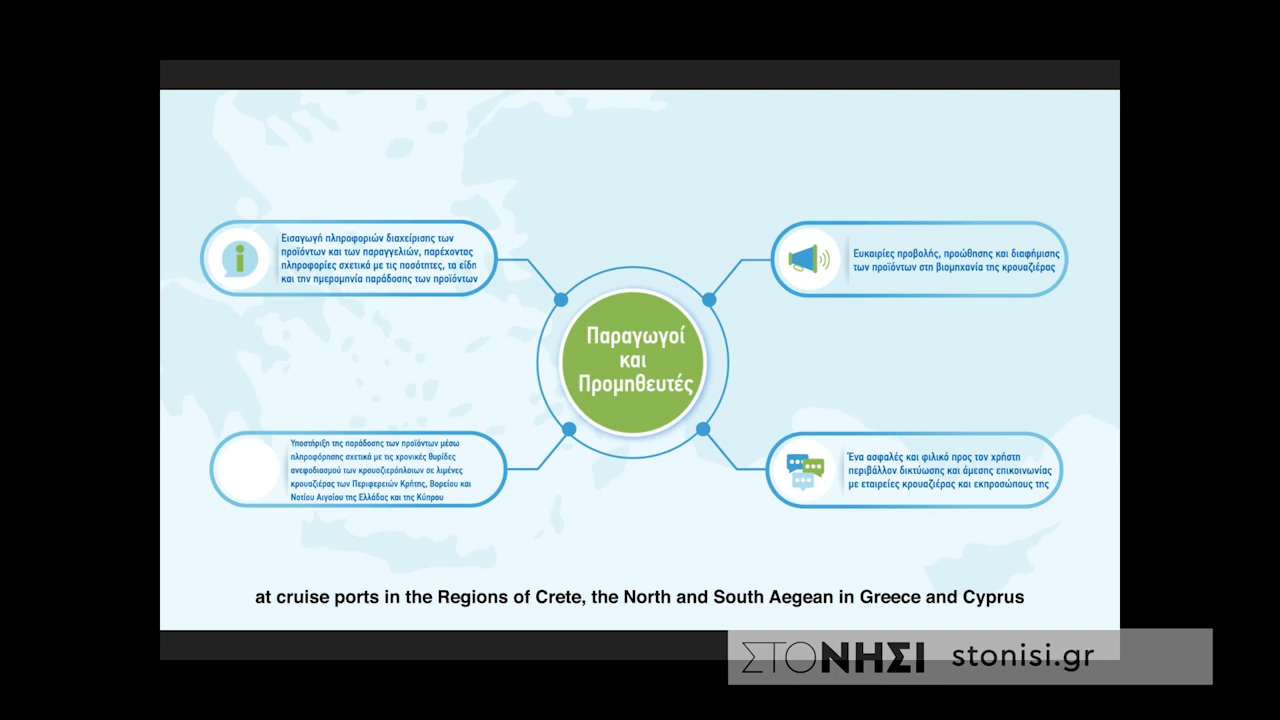 Εισαγωγή πληροφοριών διαχείρισης των
προϊόντων και των παραγγελιών, παρέχοντας
πληροφορίες σχετικά με τις ποσότητες, τα είδη
και την ημερομηνία παράδοσης των προϊόντων
Ευκαιρίες προβολής, προώθησης και διαφήμισης
των προϊόντων στη βιομηχανία της κρουαζιέρας
Παραγωγοί
και
Προμηθευτές
Υποστήριξη της παράδοσης των προϊόντων μέσω
πληροφόρησης σχετικά με τις χρονικές θυρίδες
ανεφοδιασμού των κρουαζιερόπλοιων σε λιμένες
κρουαζιέρας των Περιφερειών Κρήτης, Βορείου και
Νοτίου Αιγαίου της Ελλάδος και της Κύπρου
Ένα ασφαλές και φιλικό προς τον χρήστη
περιβάλλον δικτύωσης και άμεσης επικοινωνίας
με εταιρείες κρουαζιέρας και εκπροσώπους της
at cruise ports in the Regions of Crete, the North and South Aegean in Greece and Cyprus
ΣΤΟΝΗΣΙ stonisi.gr